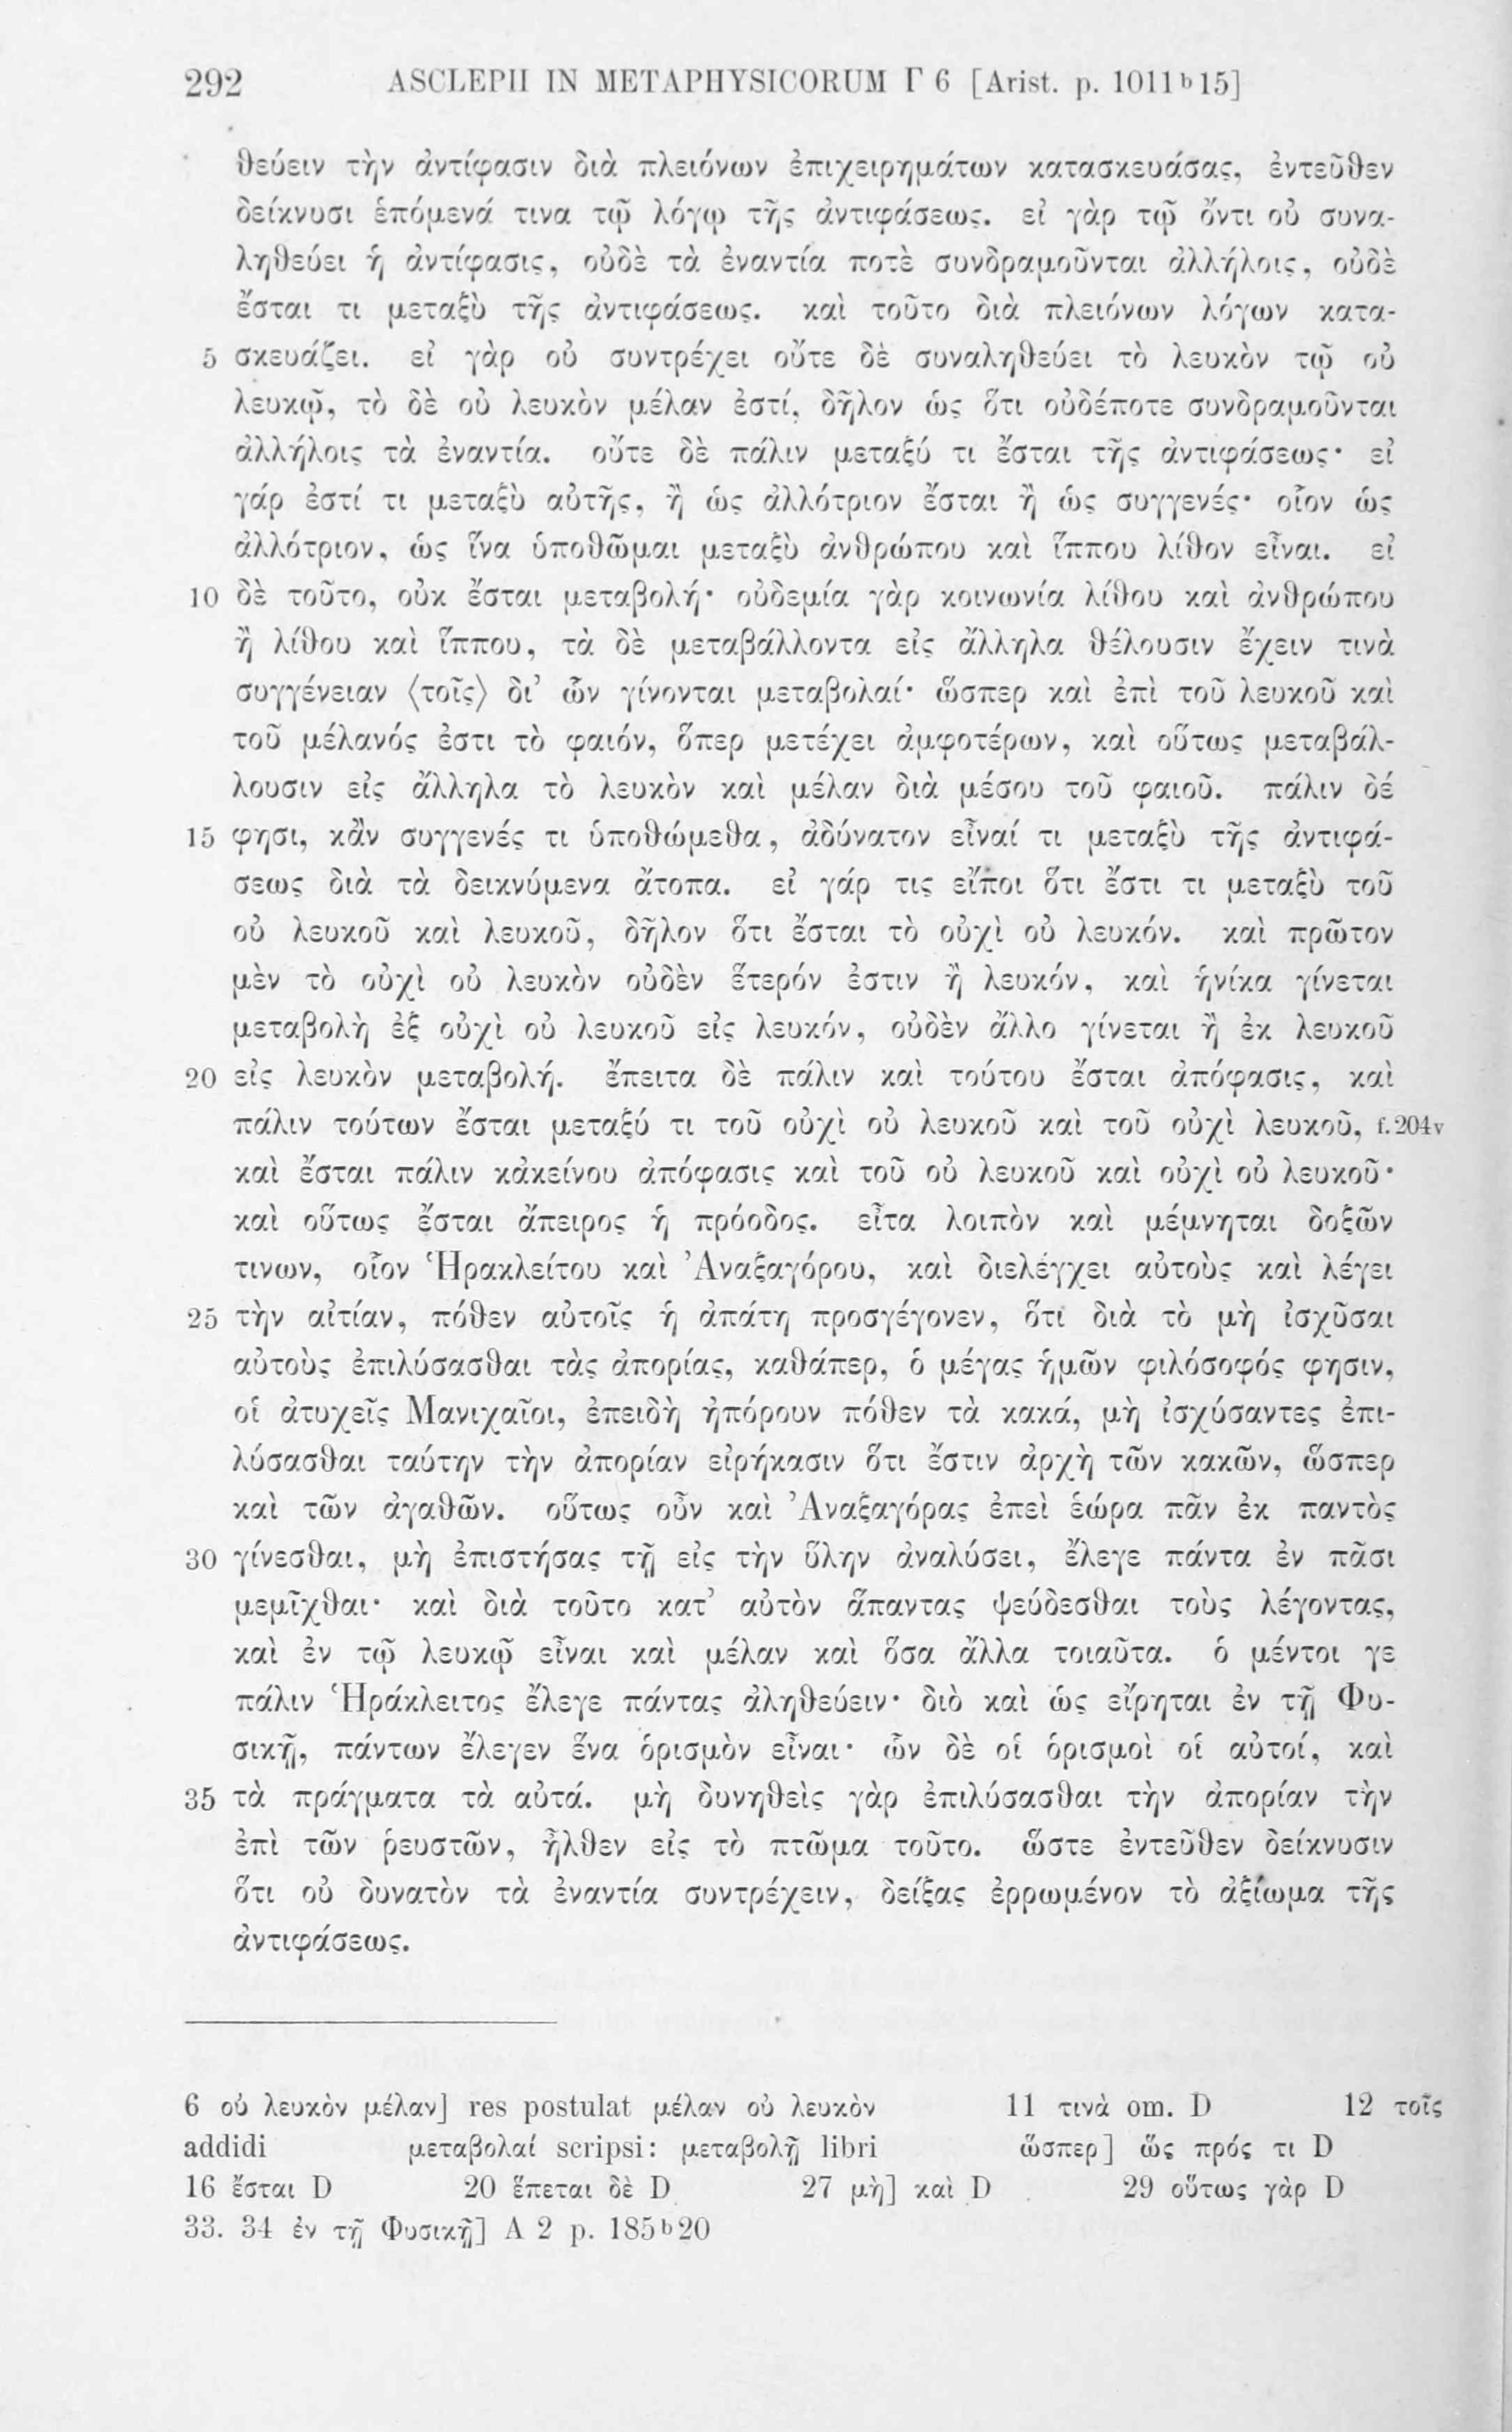 292 ASCLEPII IN METAPHYSICORUM Γ 6 [Arist. p. 1011ᵇ15]
θεύειν τὴν ἀντίφασιν διὰ πλειόνων ἐπιχειρημάτων κατασκευάσας, ἐντεῦθεν
δείκνυσι ἑπόμενά τινα τῷ λόγῳ τῆς ἀντιφάσεως. εἰ γὰρ τῷ ὄντι οὐ συνα-
ληθεύει ἡ ἀντίφασις, οὐδὲ τὰ ἐναντία ποτὲ συνδραμοῦνται ἀλλήλοις, οὐδὲ
ἔσται τι μεταξὺ τῆς ἀντιφάσεως. καὶ τοῦτο διὰ πλειόνων λόγων κατα-
5 σκευάζει. εἰ γὰρ οὐ συντρέχει οὔτε δὲ συναληθεύει τὸ λευκὸν τῷ οὐ
λευκῷ, τὸ δὲ οὐ λευκὸν μέλαν ἐστί, δῆλον ὡς ὅτι οὐδέποτε συνδραμοῦνται
ἀλλήλοις τὰ ἐναντία. οὔτε δὲ πάλιν μεταξύ τι ἔσται τῆς ἀντιφάσεως· εἰ
γάρ ἐστί τι μεταξὺ αὐτῆς, ἢ ὡς ἀλλότριον ἔσται ἢ ὡς συγγενές· οἷον ὡς
ἀλλότριον, ὡς ἵνα ὑποθῶμαι μεταξὺ ἀνθρώπου καὶ ἵππου λίθον εἶναι. εἰ
10 δὲ τοῦτο, οὐκ ἔσται μεταβολή· οὐδεμία γὰρ κοινωνία λίθου καὶ ἀνθρώπου
ἢ λίθου καὶ ἵππου, τὰ δὲ μεταβάλλοντα εἰς ἄλληλα θέλουσιν ἔχειν τινὰ
συγγένειαν ⟨τοῖς⟩ δι’ ὧν γίνονται μεταβολαί· ὥσπερ καὶ ἐπὶ τοῦ λευκοῦ καὶ
τοῦ μέλανός ἐστι τὸ φαιόν, ὅπερ μετέχει ἀμφοτέρων, καὶ οὕτως μεταβάλ-
λουσιν εἰς ἄλληλα τὸ λευκὸν καὶ μέλαν διὰ μέσου τοῦ φαιοῦ. πάλιν δέ
15 φησι, κἂν συγγενές τι ὑποθώμεθα, ἀδύνατον εἶναί τι μεταξὺ τῆς ἀντιφά-
σεως διὰ τὰ δεικνύμενα ἄτοπα. εἰ γάρ τις εἴποι ὅτι ἔστι τι μεταξὺ τοῦ
οὐ λευκοῦ καὶ λευκοῦ, δῆλον ὅτι ἔσται τὸ οὐχὶ οὐ λευκόν. καὶ πρῶτον
μὲν τὸ οὐχὶ οὐ λευκὸν οὐδὲν ἕτερόν ἐστιν ἢ λευκόν, καὶ ἡνίκα γίνεται
μεταβολὴ ἐξ οὐχὶ οὐ λευκοῦ εἰς λευκόν, οὐδὲν ἄλλο γίνεται ἢ ἐκ λευκοῦ
20 εἰς λευκὸν μεταβολή. ἔπειτα δὲ πάλιν καὶ τούτου ἔσται ἀπόφασις, καὶ
πάλιν τούτων ἔσται μεταξύ τι τοῦ οὐχὶ οὐ λευκοῦ καὶ τοῦ οὐχὶ λευκοῦ, f. 204v
καὶ ἔσται πάλιν κἀκείνου ἀπόφασις καὶ τοῦ οὐ λευκοῦ καὶ οὐχὶ οὐ λευκοῦ·
καὶ οὕτως ἔσται ἄπειρος ἡ πρόοδος. εἶτα λοιπὸν καὶ μέμνηται δοξῶν
τινων, οἷον Ἡρακλείτου καὶ Ἀναξαγόρου, καὶ διελέγχει αὐτοὺς καὶ λέγει
25 τὴν αἰτίαν, πόθεν αὐτοῖς ἡ ἀπάτη προσγέγονεν, ὅτι διὰ τὸ μὴ ἰσχῦσαι
αὐτοὺς ἐπιλύσασθαι τὰς ἀπορίας, καθάπερ, ὁ μέγας ἡμῶν φιλόσοφός φησιν,
οἱ ἀτυχεῖς Μανιχαῖοι, ἐπειδὴ ἠπόρουν πόθεν τὰ κακά, μὴ ἰσχύσαντες ἐπι-
λύσασθαι ταύτην τὴν ἀπορίαν εἰρήκασιν ὅτι ἔστιν ἀρχὴ τῶν κακῶν, ὥσπερ
καὶ τῶν ἀγαθῶν. οὕτως οὖν καὶ Ἀναξαγόρας ἐπεὶ ἑώρα πᾶν ἐκ παντὸς
30 γίνεσθαι, μὴ ἐπιστήσας τῇ εἰς τὴν ὕλην ἀναλύσει, ἔλεγε πάντα ἐν πᾶσι
μεμῖχθαι· καὶ διὰ τοῦτο κατ’ αὐτὸν ἅπαντας ψεύδεσθαι τοὺς λέγοντας,
καὶ ἐν τῷ λευκῷ εἶναι καὶ μέλαν καὶ ὅσα ἄλλα τοιαῦτα. ὁ μέντοι γε
πάλιν Ἡράκλειτος ἔλεγε πάντας ἀληθεύειν· διὸ καὶ ὡς εἴρηται ἐν τῇ Φυ-
σικῇ, πάντων ἔλεγεν ἕνα ὁρισμὸν εἶναι· ὧν δὲ οἱ ὁρισμοὶ οἱ αὐτοί, καὶ
35 τὰ πράγματα τὰ αὐτά. μὴ δυνηθεὶς γὰρ ἐπιλύσασθαι τὴν ἀπορίαν τὴν
ἐπὶ τῶν ῥευστῶν, ἦλθεν εἰς τὸ πτῶμα τοῦτο. ὥστε ἐντεῦθεν δείκνυσιν
ὅτι οὐ δυνατὸν τὰ ἐναντία συντρέχειν, δείξας ἐρρωμένον τὸ ἀξίωμα τῆς
ἀντιφάσεως.
6 οὐ λευκὸν μέλαν] res postulat μέλαν οὐ λευκὸν 11 τινὰ om. D 12 τοῖς
addidi μεταβολαί scripsi: μεταβολῇ libri ὥσπερ] ὥς πρός τι D
16 ἔσται D 20 ἕπεται δὲ D 27 μὴ] καὶ D 29 οὕτως γὰρ D
33. 34 ἐν τῇ Φυσικῇ] A 2 p. 185ᵇ20